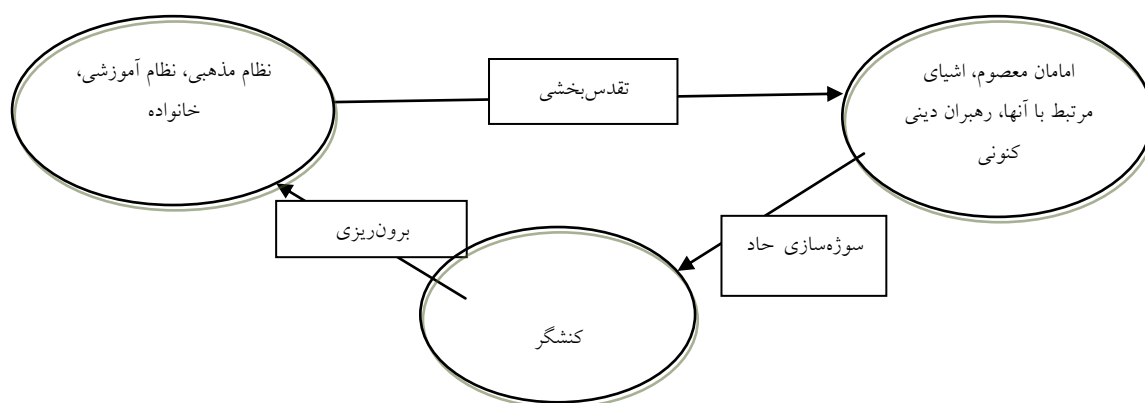 امامان معصوم، اشیای
مرتبط با آنها، رهبران دینی
کنونی
تقدس‌بخشی
نظام مذهبی، نظام آموزشی،
خانواده
سوژه‌سازی حاد
برون‌ریزی
کنشگر